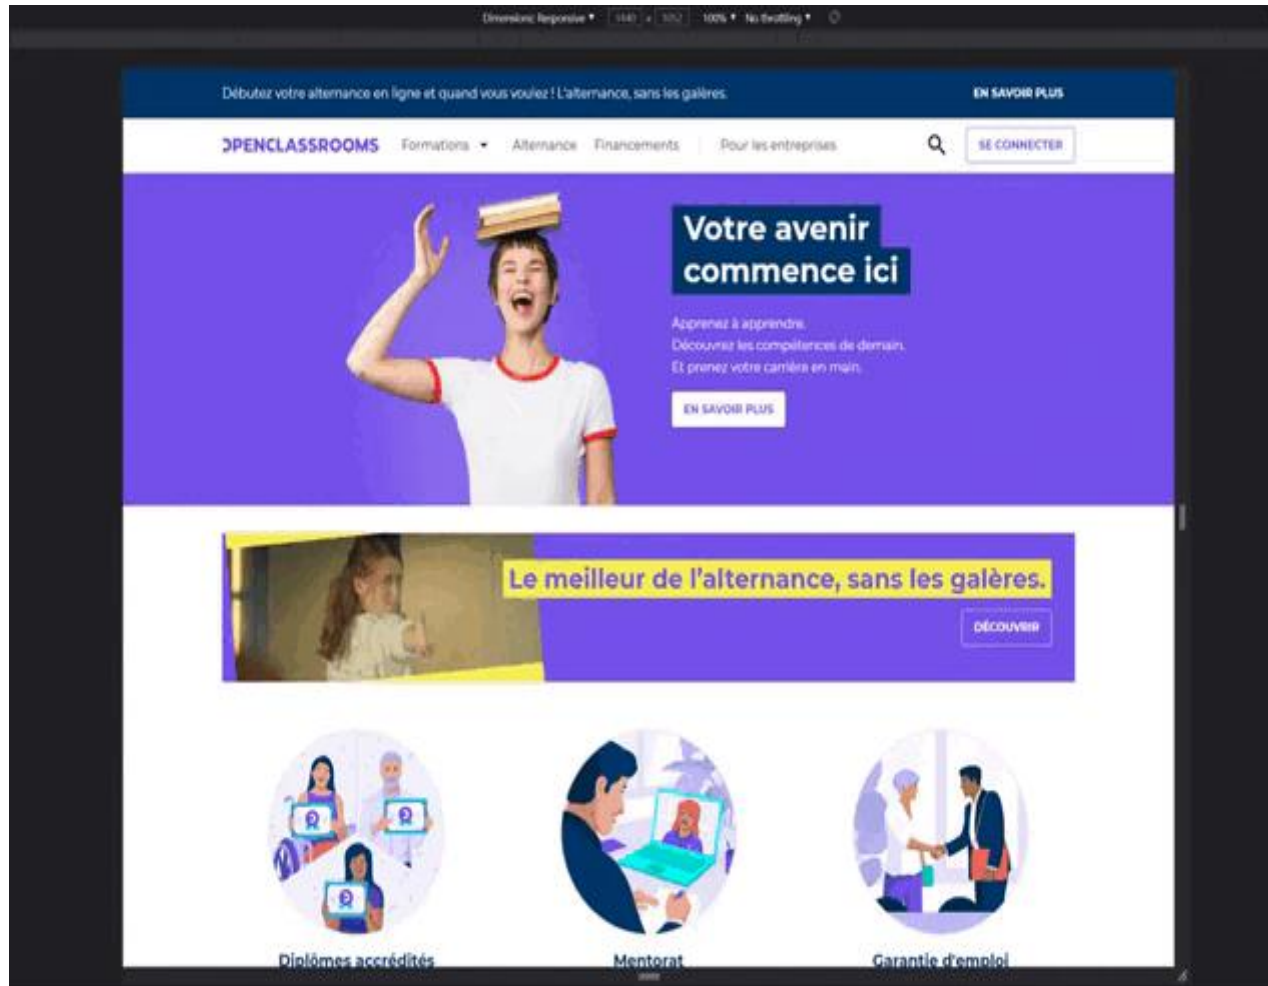 Dimensions: Responsive 1440 x 1052 100% No throttling
Débutez votre alternance en ligne et quand vous voulez ! L'alternance, sans les galères.
EN SAVOIR PLUS
OPENCLASSROOMS
Formations
Alternance
Financements
Pour les entreprises
SE CONNECTER
Votre avenir
commence ici
Apprenez à apprendre.
Découvrez les compétences de demain.
Et prenez votre carrière en main.
EN SAVOIR PLUS
Le meilleur de l'alternance, sans les galères.
DÉCOUVRIR
Diplômes accrédités
Mentorat
Garantie d'emploi